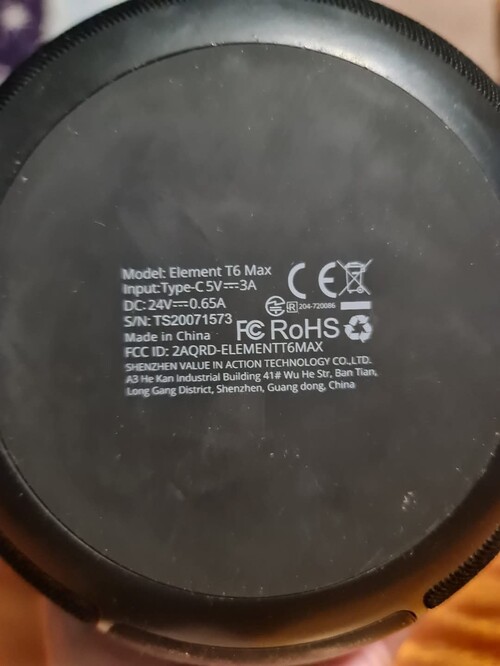 Model: Element T6 Max
Input:Type-C 5V⎓3A
DC: 24V⎓0.65A
S/N: TS20071573
Made in China
FCC ID: 2AQRD-ELEMENTT6MAX
SHENZHEN VALUE IN ACTION TECHNOLOGY CO.,LTD.
A3 He Kan Industrial Building 41# Wu He Str, Ban Tian,
Long Gang District, Shenzhen, Guang dong, China
CE
R 204-720086
FC RoHS